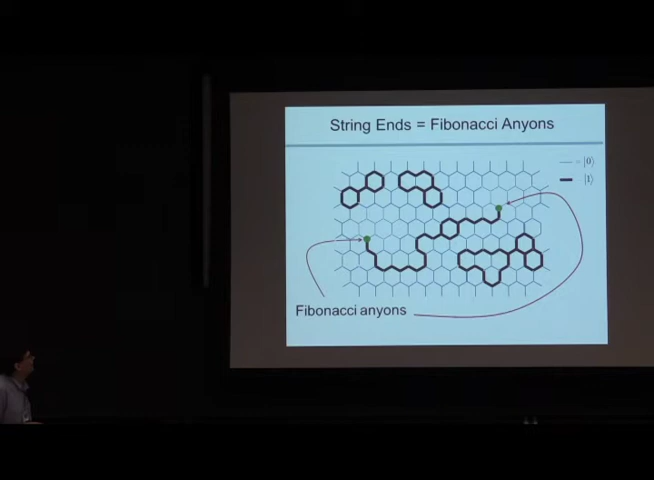 String Ends = Fibonacci Anyons
= |0⟩
|1⟩
Fibonacci anyons